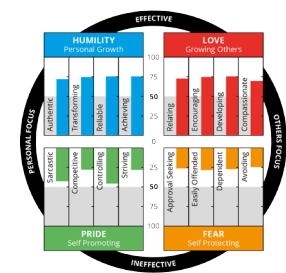 EFFECTIVE
HUMILITY
Personal Growth
LOVE
Growing Others
100
75
50
25
0
Authentic
Transforming
Reliable
Achieving
Relating
Encouraging
Developing
Compassionate
PERSONAL FOCUS
OTHERS FOCUS
Sarcastic
Competitive
Controlling
Striving
Approval Seeking
Easily Offended
Dependent
Avoiding
25
50
75
100
PRIDE
Self Promoting
FEAR
Self Protecting
INEFFECTIVE